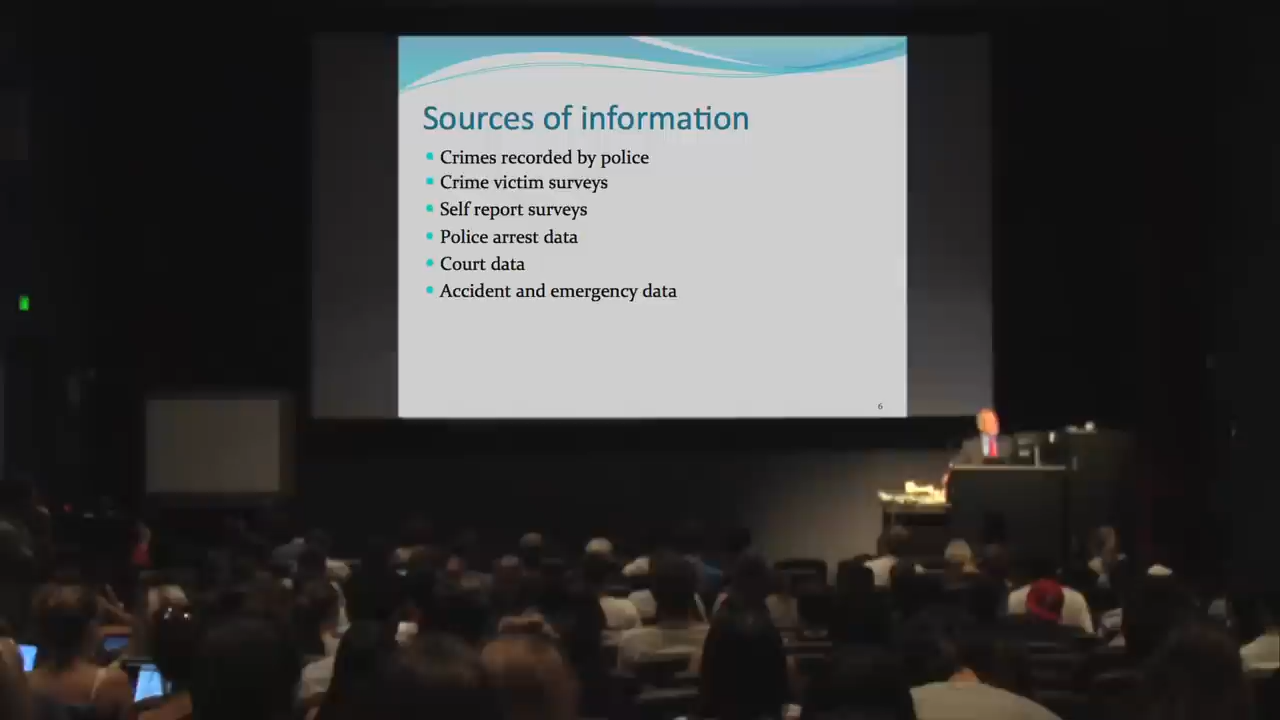 Sources of information
Crimes recorded by police
Crime victim surveys
Self report surveys
Police arrest data
Court data
Accident and emergency data
6